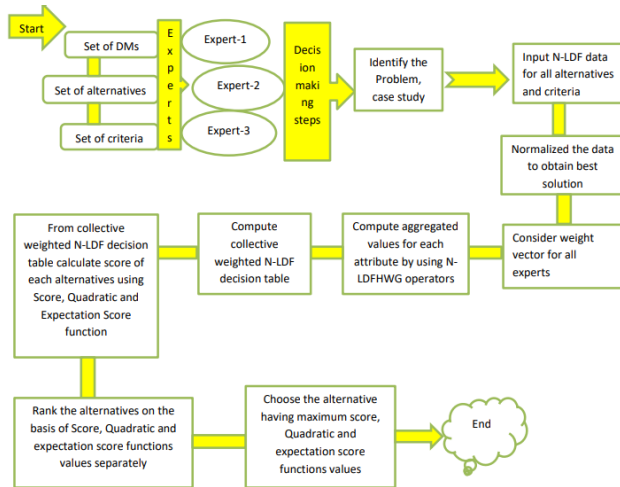 Start
Set of DMs
Set of alternatives
Set of criteria
E
x
p
e
r
t
s
Expert-1
Expert-2
Expert-3
Decis
ion
maki
ng
steps
Identify the
Problem,
case study
Input N-LDF data
for all alternatives
and criteria
Normalized the
data to obtain best
solution
Consider weight
vector for all
experts
Compute aggregated
values for each
attribute by using N-
LDFHWG operators
Compute
collective
weighted N-LDF
decision table
From collective
weighted N-LDF decision
table calculate score
of each alternatives using
Score, Quadratic and
Expectation Score
function
Rank the alternatives on the
basis of Score, Quadratic and
expectation score functions
values separately
Choose the alternative
having maximum score,
Quadratic and
expectation score
functions values
End